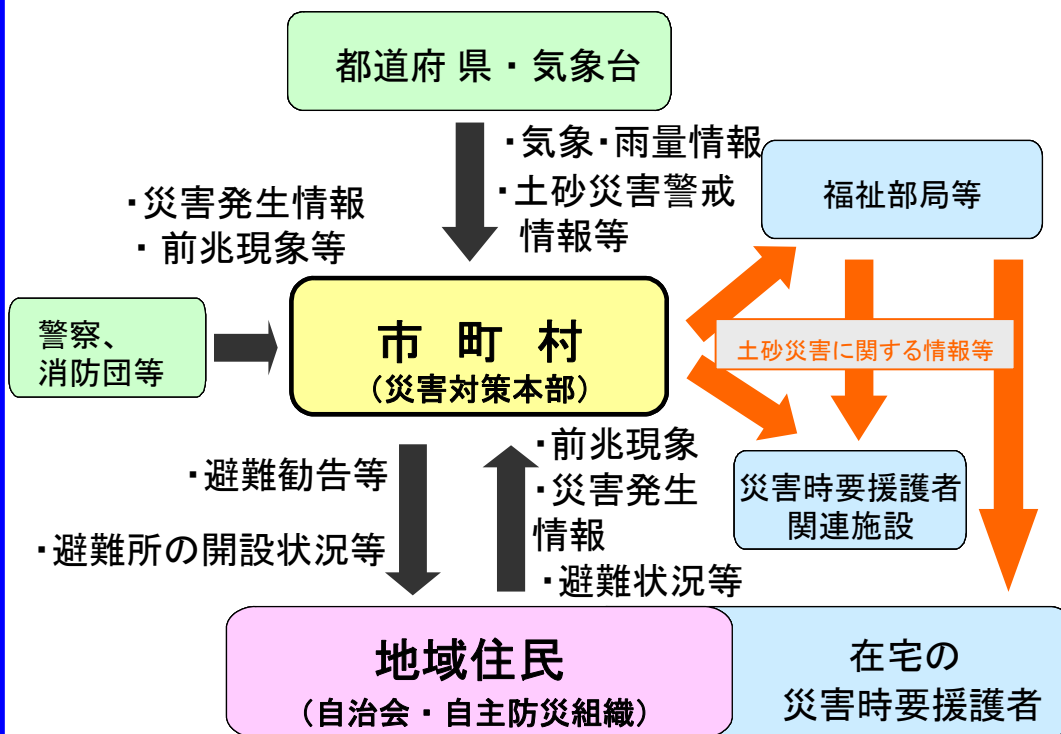 都道府県・気象台
・気象・雨量情報
・土砂災害警戒
情報等
・災害発生情報
・前兆現象等
福祉部局等
警察、
消防団等
市町村
(災害対策本部)
土砂災害に関する情報等
・避難勧告等
・避難所の開設状況等
・前兆現象
・災害発生
情報
・避難状況等
災害時要援護者
関連施設
地域住民
(自治会・自主防災組織)
在宅の
災害時要援護者